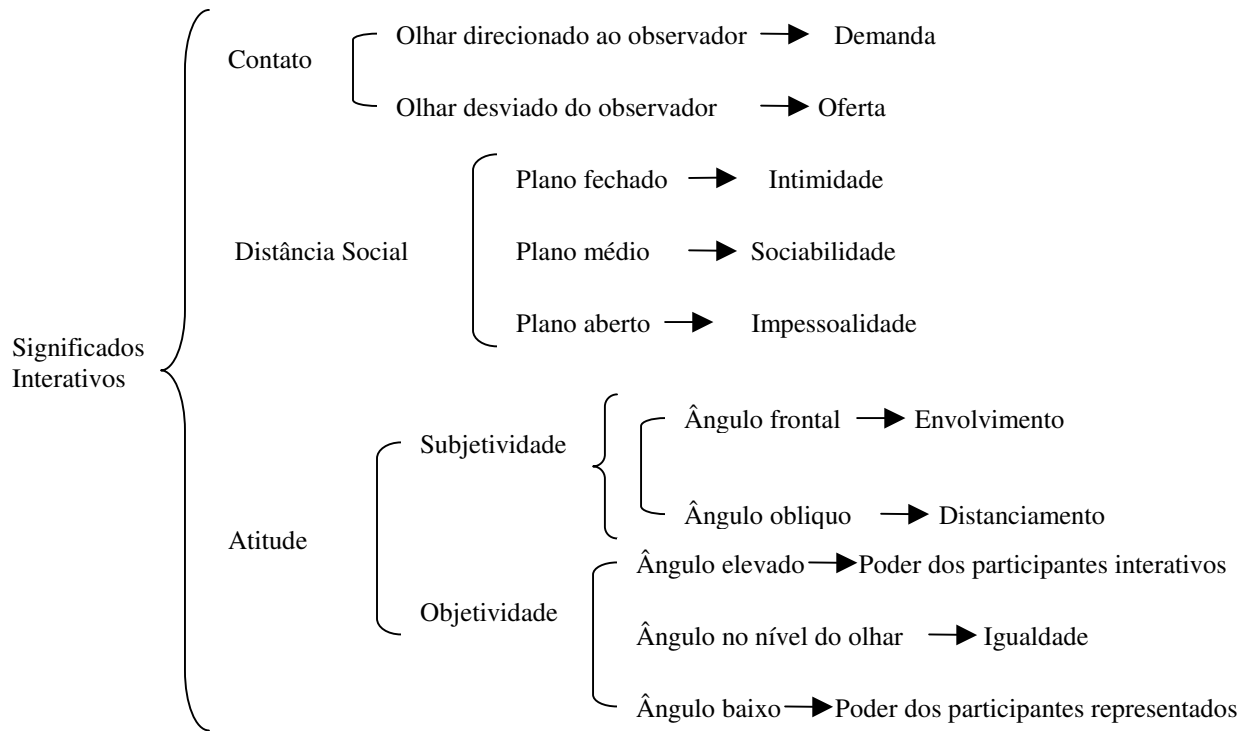 Contato
Olhar direcionado ao observador Demanda
Olhar desviado do observador Oferta
Distância Social
Plano fechado Intimidade
Plano médio Sociabilidade
Plano aberto Impessoalidade
Significados
Interativos
Atitude
Subjetividade
Ângulo frontal Envolvimento
Ângulo obliquo Distanciamento
Objetividade
Ângulo elevado Poder dos participantes interativos
Ângulo no nível do olhar Igualdade
Ângulo baixo Poder dos participantes representados